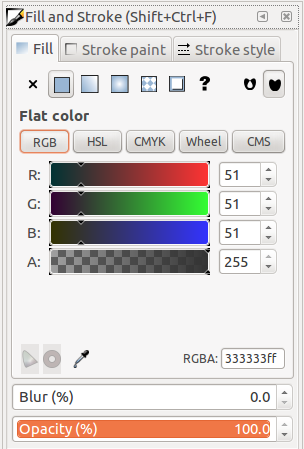 Fill and Stroke (Shift+Ctrl+F)
Fill Stroke paint Stroke style
?
Flat color
RGB HSL CMYK Wheel CMS
R: 51
G: 51
B: 51
A: 255
RGBA: 333333ff
Blur (%) 0.0
Opacity (%) 100.0